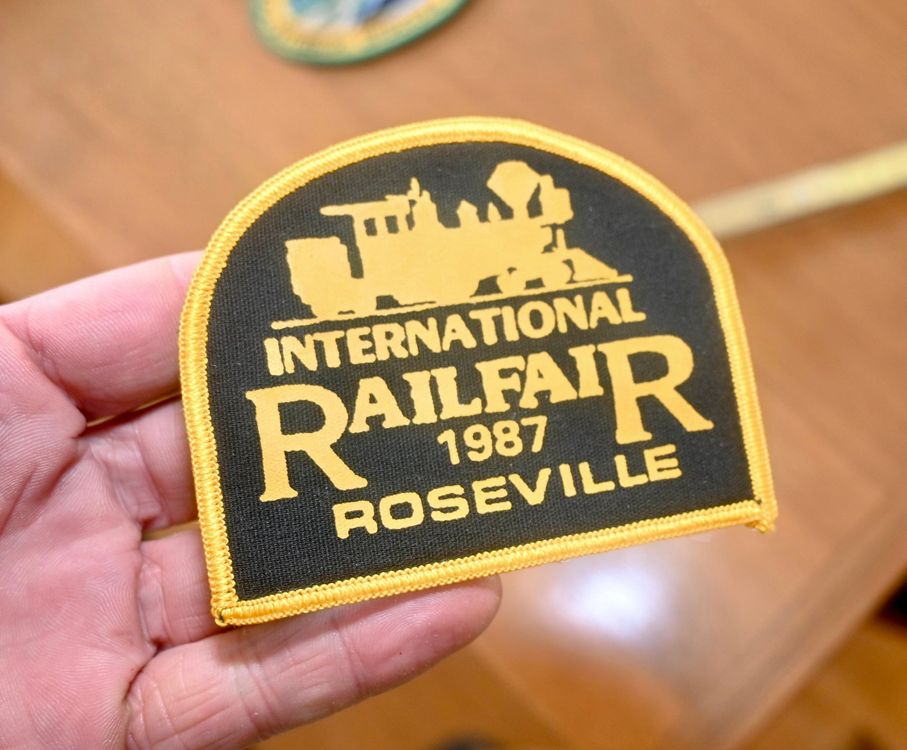 INTERNATIONAL
RAILFAIR
1987
ROSEVILLE